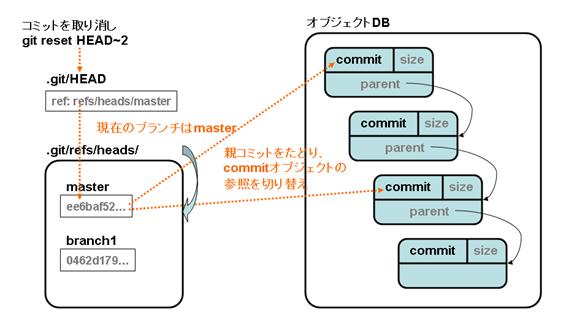 コミットを取り消し
git reset HEAD~2
.git/HEAD
ref: refs/heads/master
現在のブランチはmaster
.git/refs/heads/
master
ee6baf52...
branch1
0462d179...
親コミットをたどり、
commitオブジェクトの
参照を切り替え
オブジェクトDB
commit size
parent
commit size
parent
commit size
parent
commit size